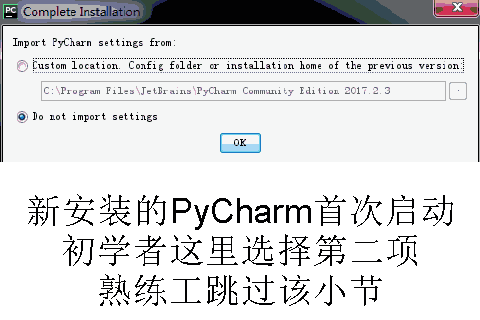 PC Complete Installation
Import PyCharm settings from:
Custom location. Config folder or installation home of the previous version:
C:\Program Files\JetBrains\PyCharm Community Edition 2017.2.3
Do not import settings
OK
新安装的PyCharm首次启动
初学者这里选择第二项
熟练工跳过该小节